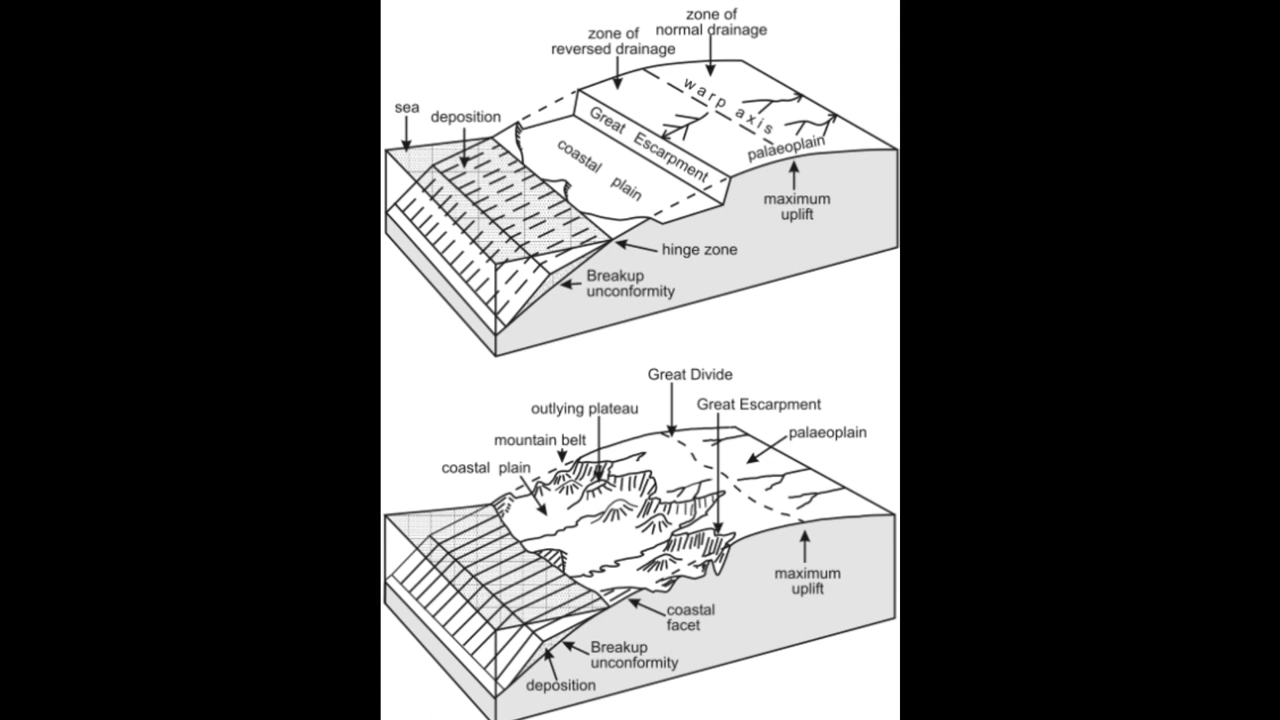 zone of
normal drainage
zone of
reversed drainage
sea
deposition
warp axis
Great Escarpment
coastal plain
palaeoplain
maximum
uplift
hinge zone
Breakup
unconformity
Great Divide
Great Escarpment
outlying plateau
palaeoplain
mountain belt
coastal plain
maximum
uplift
coastal
facet
Breakup
unconformity
deposition